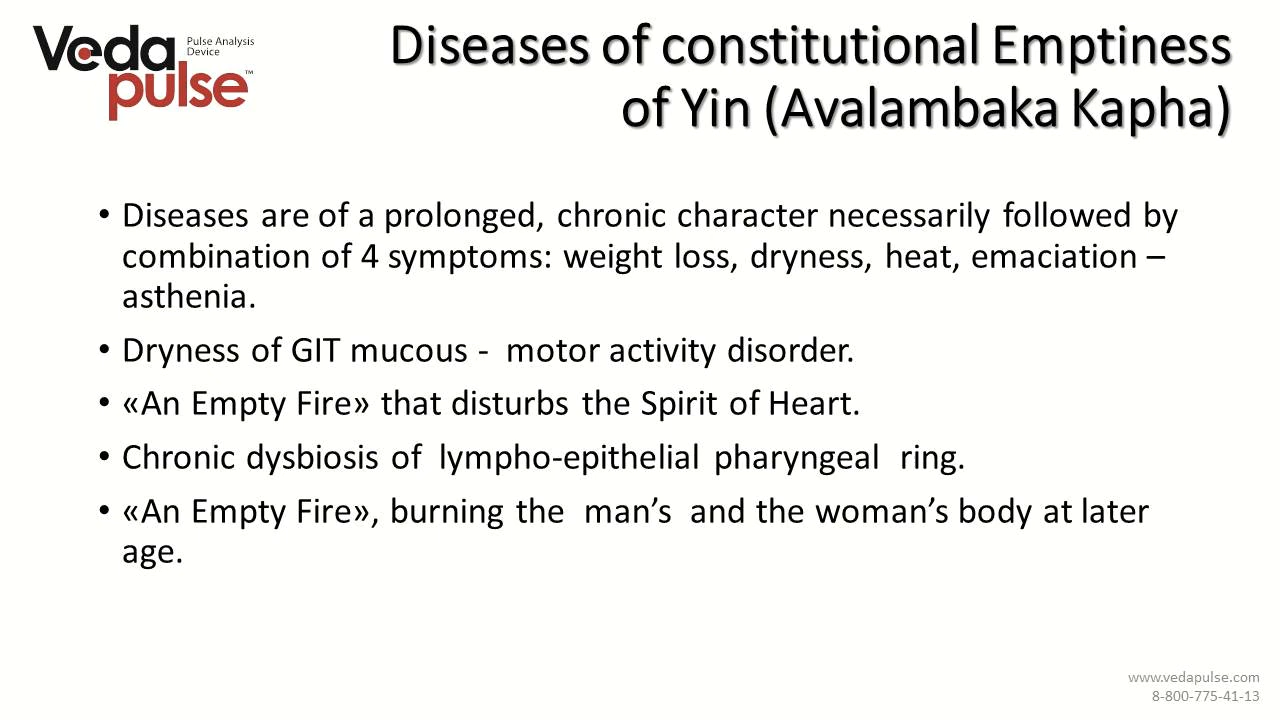 Veda
pulse™
Pulse Analysis
Device
Diseases of constitutional Emptiness
of Yin (Avalambaka Kapha)
• Diseases are of a prolonged, chronic character necessarily followed by
combination of 4 symptoms: weight loss, dryness, heat, emaciation –
asthenia.
• Dryness of GIT mucous - motor activity disorder.
• «An Empty Fire» that disturbs the Spirit of Heart.
• Chronic dysbiosis of lympho-epithelial pharyngeal ring.
• «An Empty Fire», burning the man’s and the woman’s body at later
age.
www.vedapulse.com
8-800-775-41-13